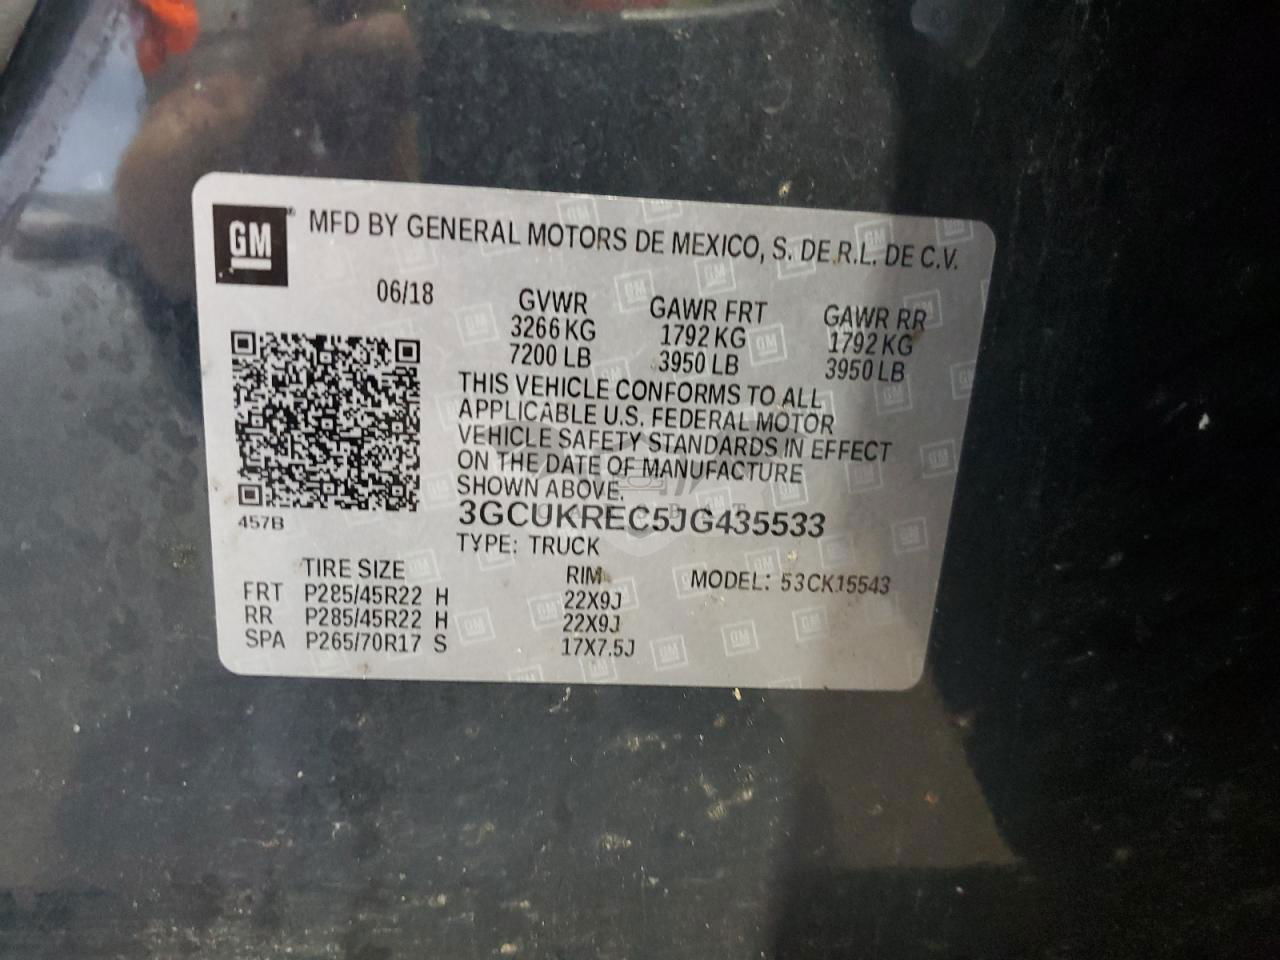 GM
MFD BY GENERAL MOTORS DE MEXICO, S. DE R.L. DE C.V.
06/18
GVWR GAWR FRT GAWR RR
3266 KG 1792 KG 1792 KG
7200 LB 3950 LB 3950 LB
THIS VEHICLE CONFORMS TO ALL
APPLICABLE U.S. FEDERAL MOTOR
VEHICLE SAFETY STANDARDS IN EFFECT
ON THE DATE OF MANUFACTURE
SHOWN ABOVE.
457B
3GCUKREC5JG435533
TYPE: TRUCK
TIRE SIZE RIM MODEL: 53CK15543
FRT P285/45R22 H 22X9J
RR P285/45R22 H 22X9J
SPA P265/70R17 S 17X7.5J